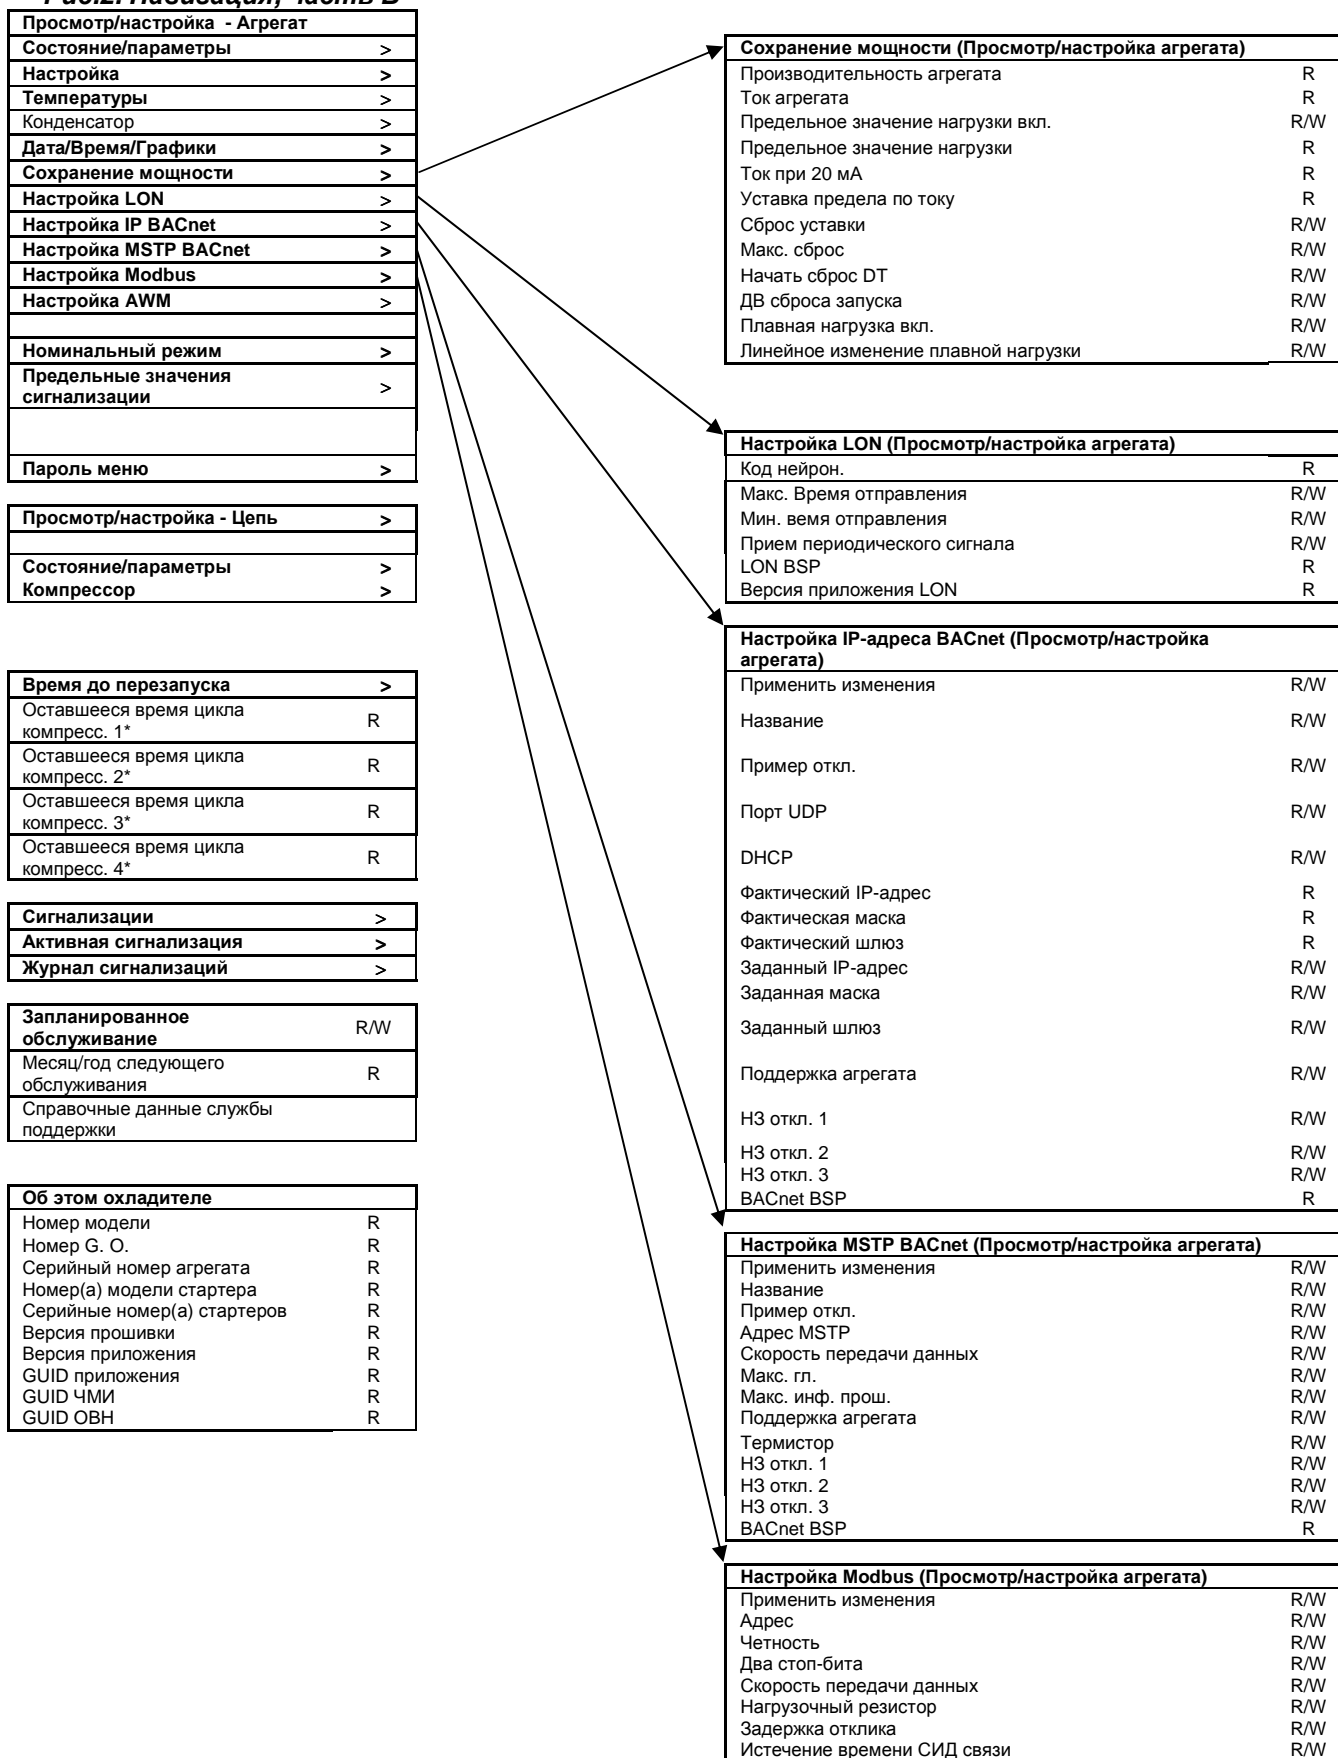 Рис.2. Навигация, часть B
Просмотр/настройка - Агрегат
Состояние/параметры >
Настройка >
Температуры >
Конденсатор >
Дата/Время/Графики >
Сохранение мощности >
Настройка LON >
Настройка IP BACnet >
Настройка MSTP BACnet >
Настройка Modbus >
Настройка AWM >
Номинальный режим >
Предельные значения
сигнализации >
Пароль меню >
Просмотр/настройка - Цепь >
Состояние/параметры >
Компрессор >
Время до перезапуска >
Оставшееся время цикла
компресс. 1* R
Оставшееся время цикла
компресс. 2* R
Оставшееся время цикла
компресс. 3* R
Оставшееся время цикла
компресс. 4* R
Сигнализации >
Активная сигнализация >
Журнал сигнализаций >
Запланированное
обслуживание R/W
Месяц/год следующего
обслуживания R
Справочные данные службы
поддержки
Об этом охладителе
Номер модели R
Номер G. O. R
Серийный номер агрегата R
Номер(а) модели стартера R
Серийные номер(а) стартеров R
Версия прошивки R
Версия приложения R
GUID приложения R
GUID ЧМИ R
GUID OBH R
Сохранение мощности (Просмотр/настройка агрегата)
Производительность агрегата R
Ток агрегата R
Предельное значение нагрузки вкл. R/W
Предельное значение нагрузки R
Ток при 20 мА R
Уставка предела по току R
Сброс уставки R/W
Макс. сброс R/W
Начать сброс DT R/W
ДВ сброса запуска R/W
Плавная нагрузка вкл. R/W
Линейное изменение плавной нагрузки R/W
Настройка LON (Просмотр/настройка агрегата)
Код нейрон. R
Макс. Время отправления R/W
Мин. вемя отправления R/W
Прием периодического сигнала R/W
LON BSP R
Версия приложения LON R
Настройка IP-адреса BACnet (Просмотр/настройка
агрегата)
Применить изменения R/W
Название R/W
Пример откл. R/W
Порт UDP R/W
DHCP R/W
Фактический IP-адрес R
Фактическая маска R
Фактический шлюз R
Заданный IP-адрес R/W
Заданная маска R/W
Заданный шлюз R/W
Поддержка агрегата R/W
НЗ откл. 1 R/W
НЗ откл. 2 R/W
НЗ откл. 3 R/W
BACnet BSP R
Настройка MSTP BACnet (Просмотр/настройка агрегата)
Применить изменения R/W
Название R/W
Пример откл. R/W
Адрес MSTP R/W
Скорость передачи данных R/W
Макс. гл. R/W
Макс. инф. прош. R/W
Поддержка агрегата R/W
Термистор R/W
НЗ откл. 1 R/W
НЗ откл. 2 R/W
НЗ откл. 3 R/W
BACnet BSP R
Настройка Modbus (Просмотр/настройка агрегата)
Применить изменения R/W
Адрес R/W
Четность R/W
Два стоп-бита R/W
Скорость передачи данных R/W
Нагрузочный резистор R/W
Задержка отклика R/W
Истечение времени СИД связи R/W